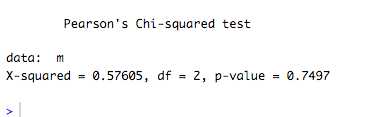 Pearson's Chi-squared test
data:  m
X-squared = 0.57605, df = 2, p-value = 0.7497
>